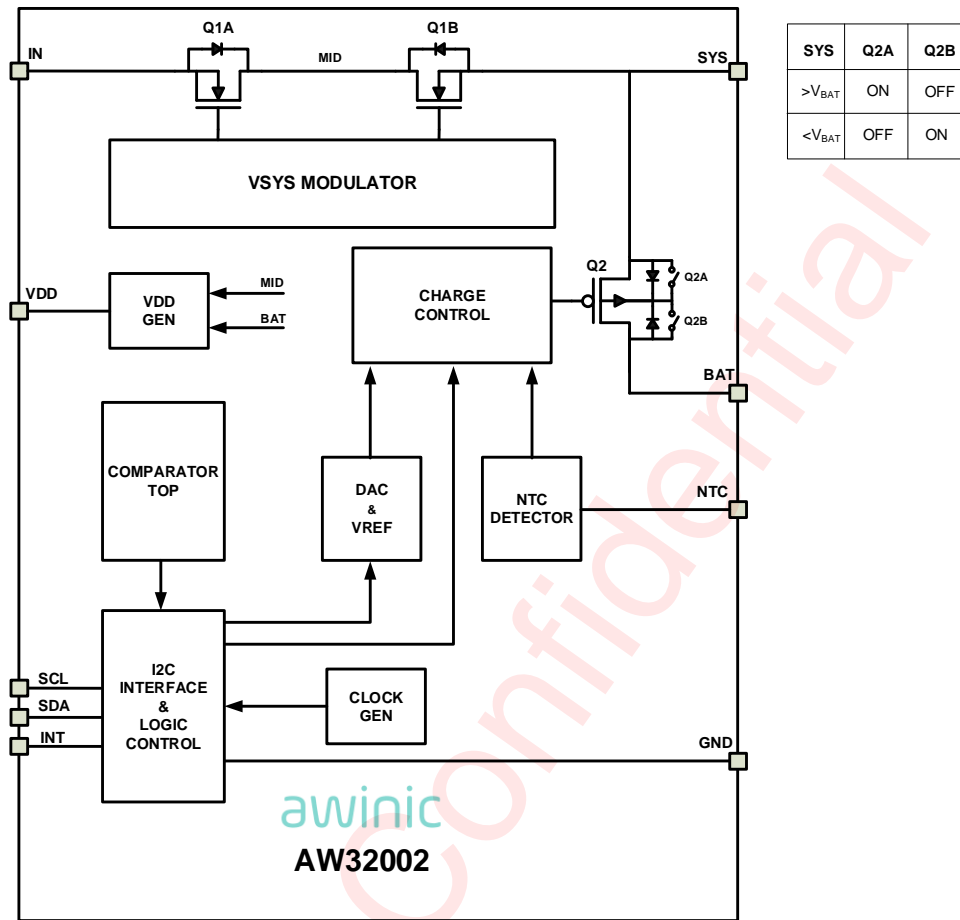 Q1A
Q1B
IN
MID
SYS
SYS Q2A Q2B
>VBAT ON OFF
<VBAT OFF ON
VSYS MODULATOR
VDD
VDD
GEN
MID
BAT
CHARGE
CONTROL
Q2
Q2A
Q2B
BAT
COMPARATOR
TOP
DAC
&
VREF
NTC
DETECTOR
NTC
SCL
SDA
INT
I2C
INTERFACE
&
LOGIC
CONTROL
CLOCK
GEN
GND
awinic
AW32002
Confidential